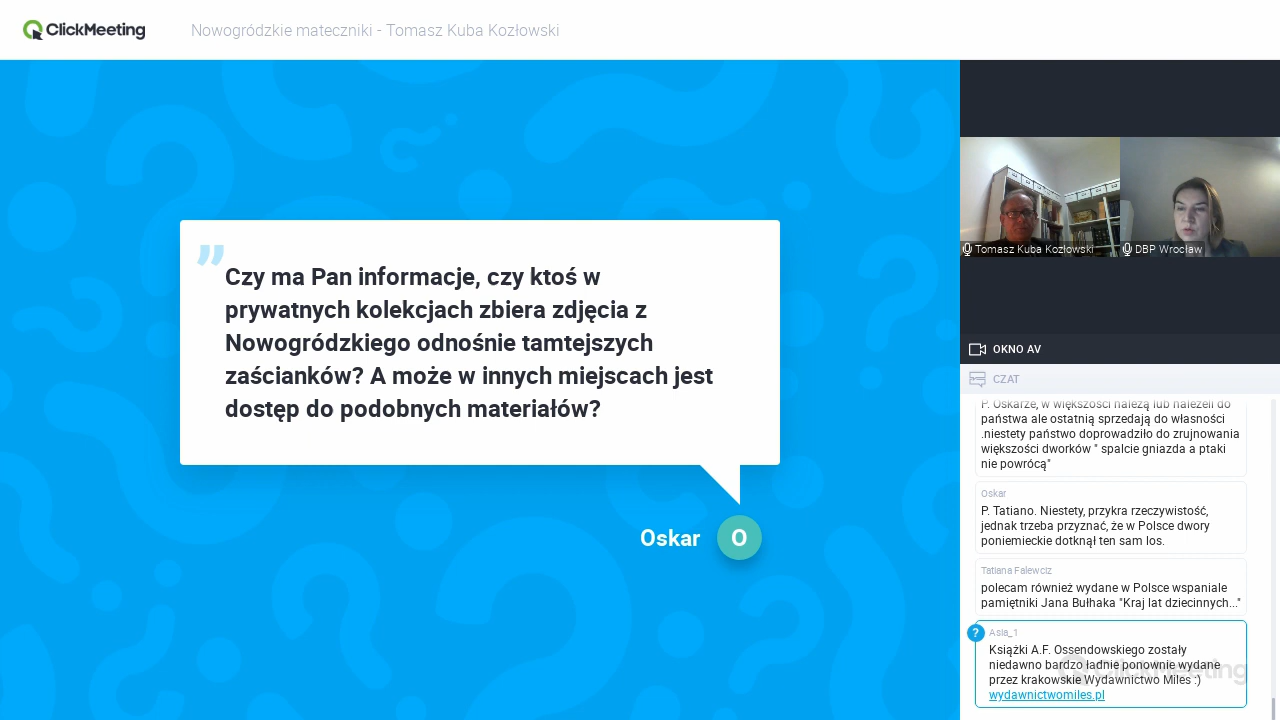 ClickMeeting
Nowogródzkie mateczniki - Tomasz Kuba Kozłowski
”
Czy ma Pan informacje, czy ktoś w
prywatnych kolekcjach zbiera zdjęcia z
Nowogródzkiego odnośnie tamtejszych
zaścianków? A może w innych miejscach jest
dostęp do podobnych materiałów?
Oskar
O
Tomasz Kuba Kozłowski
DBP Wrocław
OKNO AV
CZAT
P. Oskarze, w większości należą lub należeli do
państwa ale ostatnią sprzedają do własności
.niestety państwo doprowadziło do zrujnowania
większości dworków " spalcie gniazda a ptaki
nie powrócą"
Oskar
P. Tatiano. Niestety, przykra rzeczywistość,
jednak trzeba przyznać, że w Polsce dwory
poniemieckie dotknął ten sam los.
Tatiana Falewciz
polecam również wydane w Polsce wspaniale
pamiętniki Jana Bułhaka "Kraj lat dziecinnych..."
?
Asia_1
Książki A.F. Ossendowskiego zostały
niedawno bardzo ładnie ponownie wydane
przez krakowskie Wydawnictwo Miles :)
wydawnictwomiles.pl
ClickMeeting